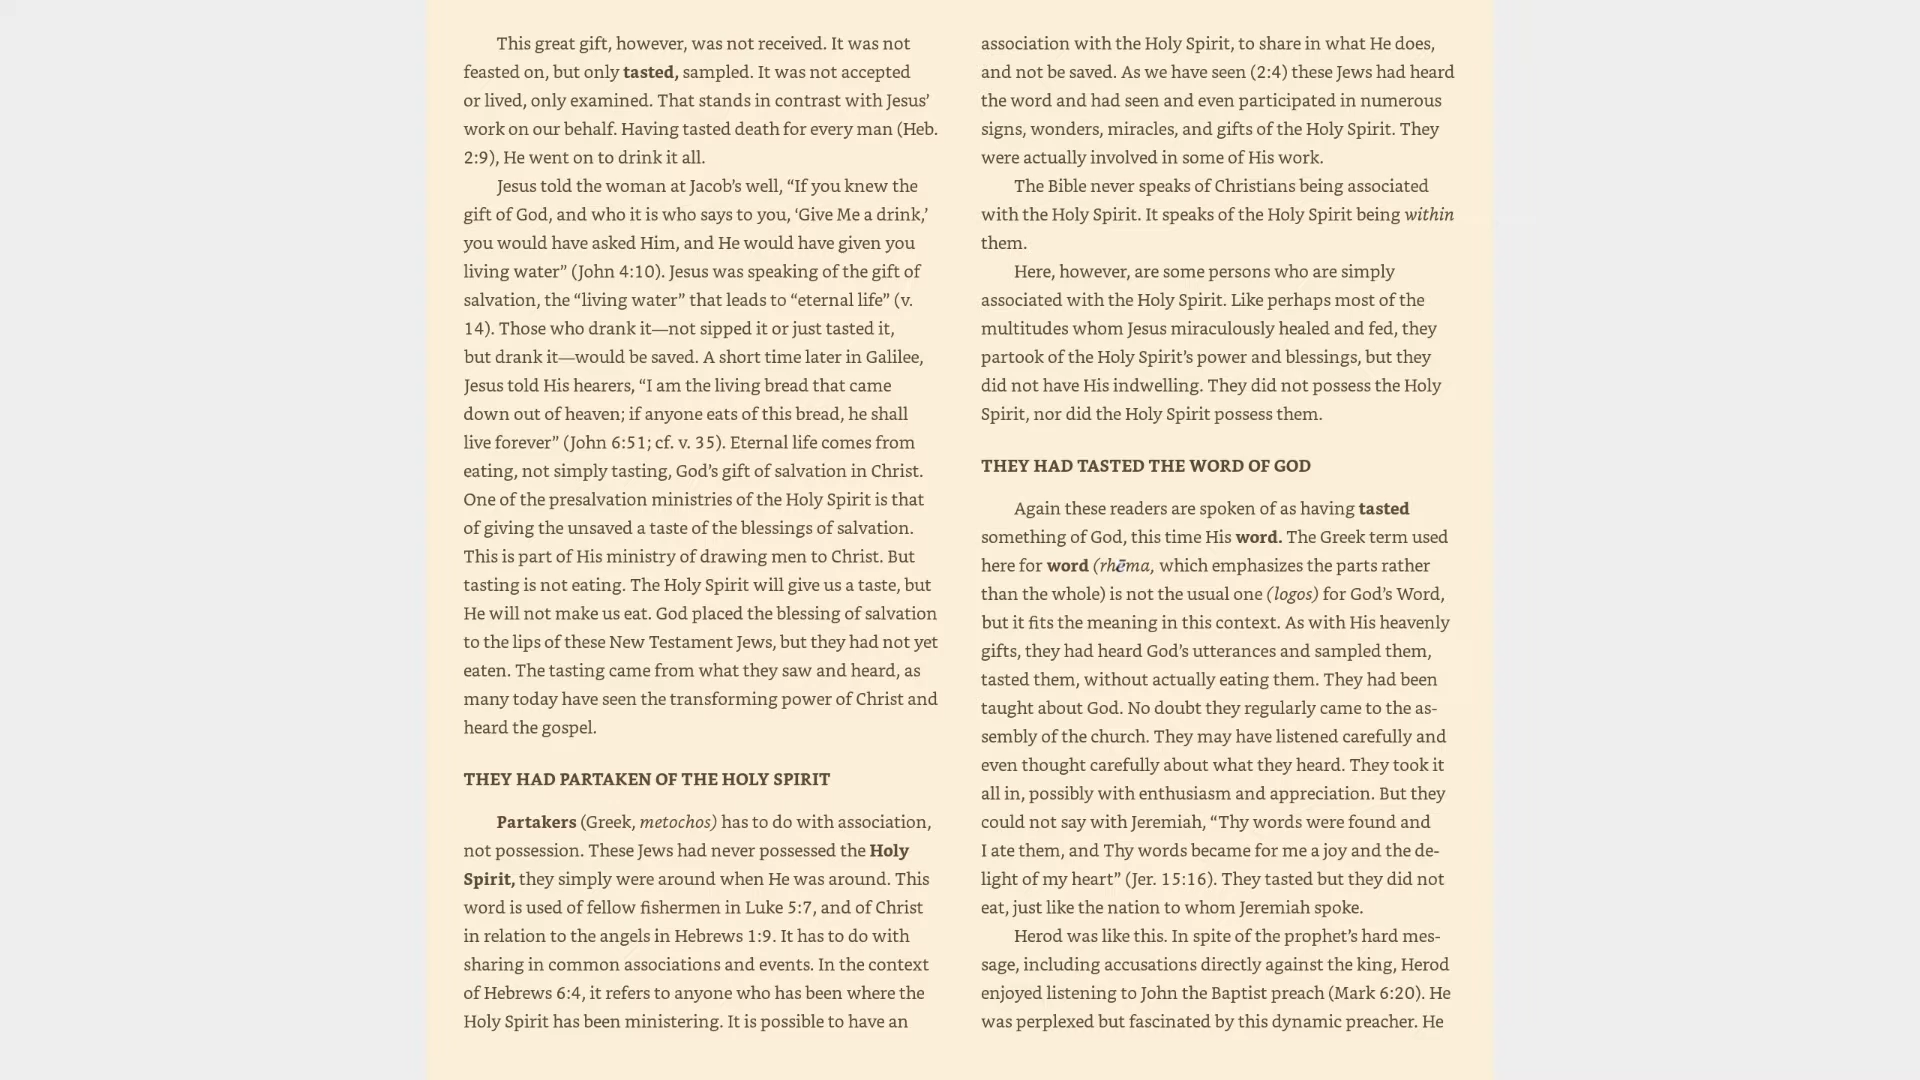 This great gift, however, was not received. It was not
feasted on, but only tasted, sampled. It was not accepted
or lived, only examined. That stands in contrast with Jesus’
work on our behalf. Having tasted death for every man (Heb.
2:9), He went on to drink it all.
Jesus told the woman at Jacob’s well, “If you knew the
gift of God, and who it is who says to you, ‘Give Me a drink,’
you would have asked Him, and He would have given you
living water” (John 4:10). Jesus was speaking of the gift of
salvation, the “living water” that leads to “eternal life” (v.
14). Those who drank it—not sipped it or just tasted it,
but drank it—would be saved. A short time later in Galilee,
Jesus told His hearers, “I am the living bread that came
down out of heaven; if anyone eats of this bread, he shall
live forever” (John 6:51; cf. v. 35). Eternal life comes from
eating, not simply tasting, God’s gift of salvation in Christ.
One of the presalvation ministries of the Holy Spirit is that
of giving the unsaved a taste of the blessings of salvation.
This is part of His ministry of drawing men to Christ. But
tasting is not eating. The Holy Spirit will give us a taste, but
He will not make us eat. God placed the blessing of salvation
to the lips of these New Testament Jews, but they had not yet
eaten. The tasting came from what they saw and heard, as
many today have seen the transforming power of Christ and
heard the gospel.
THEY HAD PARTAKEN OF THE HOLY SPIRIT
Partakers (Greek, metochos) has to do with association,
not possession. These Jews had never possessed the Holy
Spirit, they simply were around when He was around. This
word is used of fellow fishermen in Luke 5:7, and of Christ
in relation to the angels in Hebrews 1:9. It has to do with
sharing in common associations and events. In the context
of Hebrews 6:4, it refers to anyone who has been where the
Holy Spirit has been ministering. It is possible to have an
association with the Holy Spirit, to share in what He does,
and not be saved. As we have seen (2:4) these Jews had heard
the word and had seen and even participated in numerous
signs, wonders, miracles, and gifts of the Holy Spirit. They
were actually involved in some of His work.
The Bible never speaks of Christians being associated
with the Holy Spirit. It speaks of the Holy Spirit being within
them.
Here, however, are some persons who are simply
associated with the Holy Spirit. Like perhaps most of the
multitudes whom Jesus miraculously healed and fed, they
partook of the Holy Spirit’s power and blessings, but they
did not have His indwelling. They did not possess the Holy
Spirit, nor did the Holy Spirit possess them.
THEY HAD TASTED THE WORD OF GOD
Again these readers are spoken of as having tasted
something of God, this time His word. The Greek term used
here for word (rhēma, which emphasizes the parts rather
than the whole) is not the usual one (logos) for God’s Word,
but it fits the meaning in this context. As with His heavenly
gifts, they had heard God’s utterances and sampled them,
tasted them, without actually eating them. They had been
taught about God. No doubt they regularly came to the as-
sembly of the church. They may have listened carefully and
even thought carefully about what they heard. They took it
all in, possibly with enthusiasm and appreciation. But they
could not say with Jeremiah, “Thy words were found and
I ate them, and Thy words became for me a joy and the de-
light of my heart” (Jer. 15:16). They tasted but they did not
eat, just like the nation to whom Jeremiah spoke.
Herod was like this. In spite of the prophet’s hard mes-
sage, including accusations directly against the king, Herod
enjoyed listening to John the Baptist preach (Mark 6:20). He
was perplexed but fascinated by this dynamic preacher. He